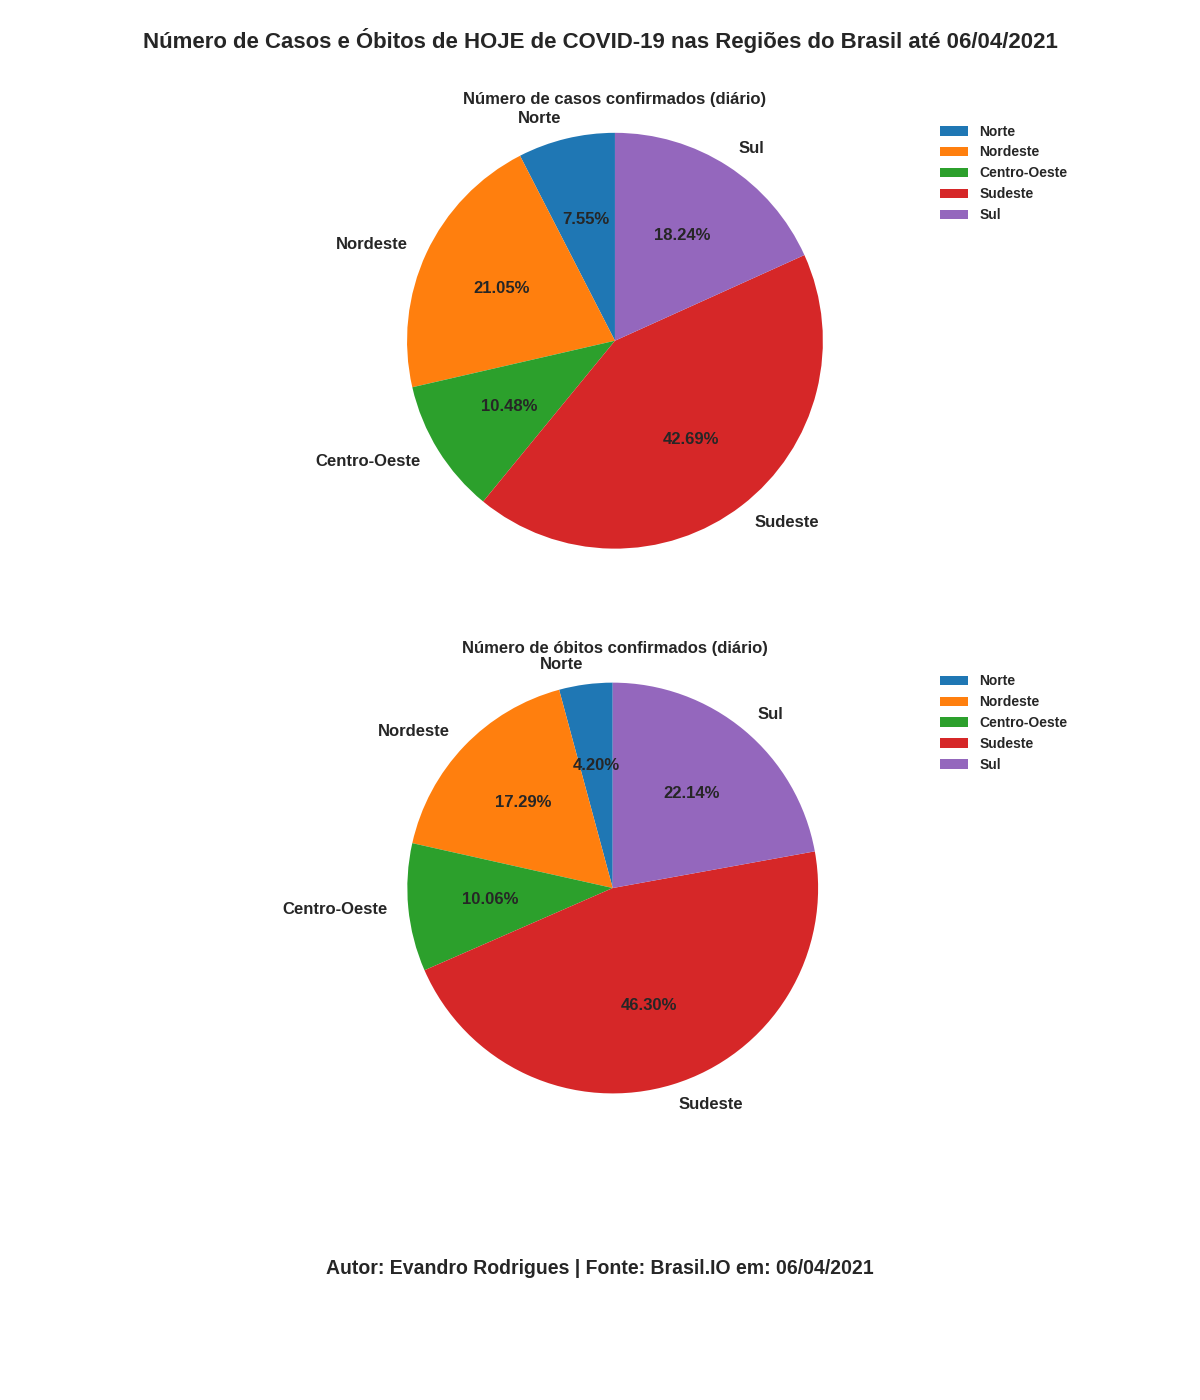 Número de Casos e Óbitos de HOJE de COVID-19 nas Regiões do Brasil até 06/04/2021
Número de casos confirmados (diário)
Norte
Sul
Nordeste
Centro-Oeste
Sudeste
7.55%
18.24%
21.05%
10.48%
42.69%
Norte
Nordeste
Centro-Oeste
Sudeste
Sul
Número de óbitos confirmados (diário)
Norte
Sul
Nordeste
Centro-Oeste
Sudeste
4.20%
22.14%
17.29%
10.06%
46.30%
Norte
Nordeste
Centro-Oeste
Sudeste
Sul
Autor: Evandro Rodrigues | Fonte: Brasil.IO em: 06/04/2021